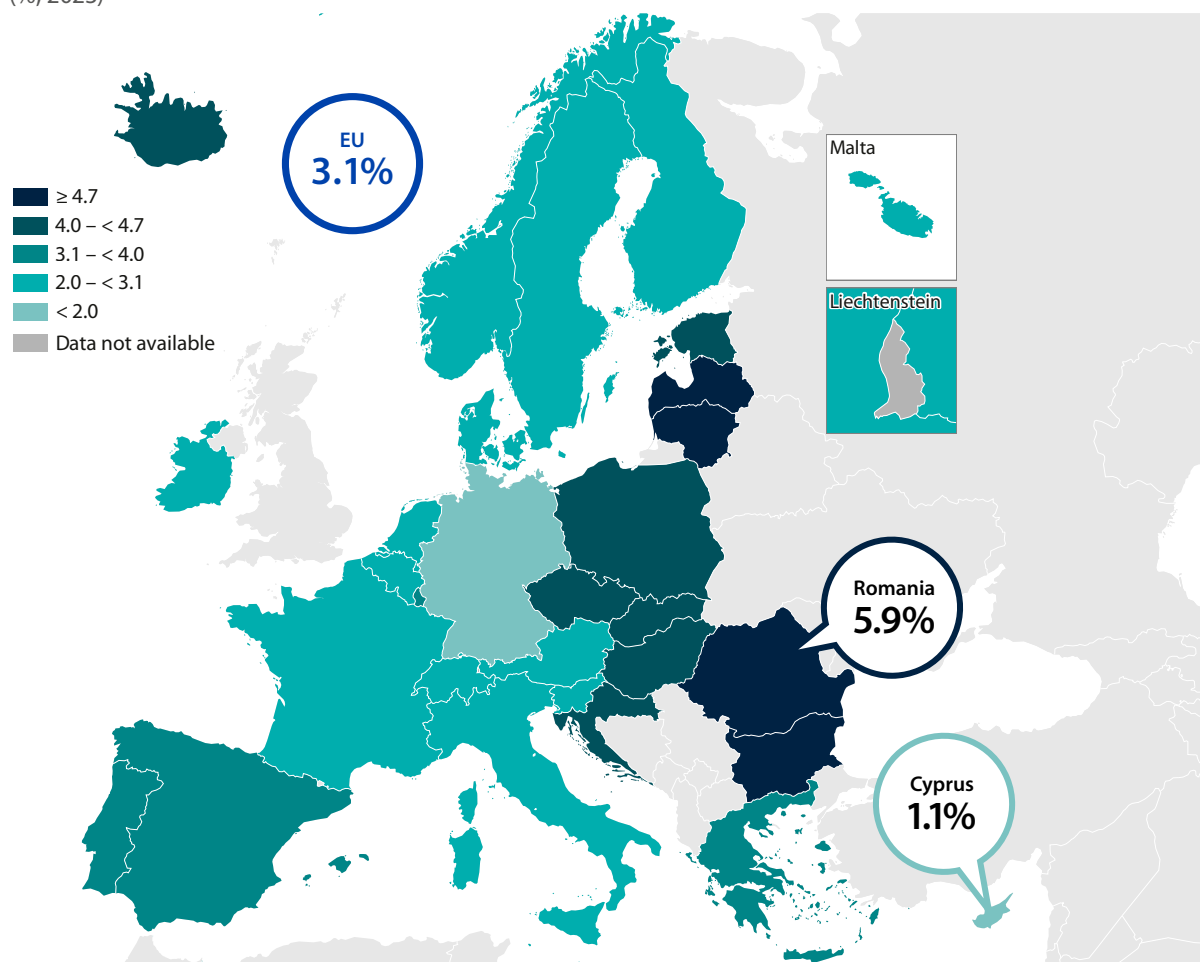 EU
3.1%
≥ 4.7
4.0 – < 4.7
3.1 – < 4.0
2.0 – < 3.1
< 2.0
Data not available
Malta
Liechtenstein
Romania
5.9%
Cyprus
1.1%